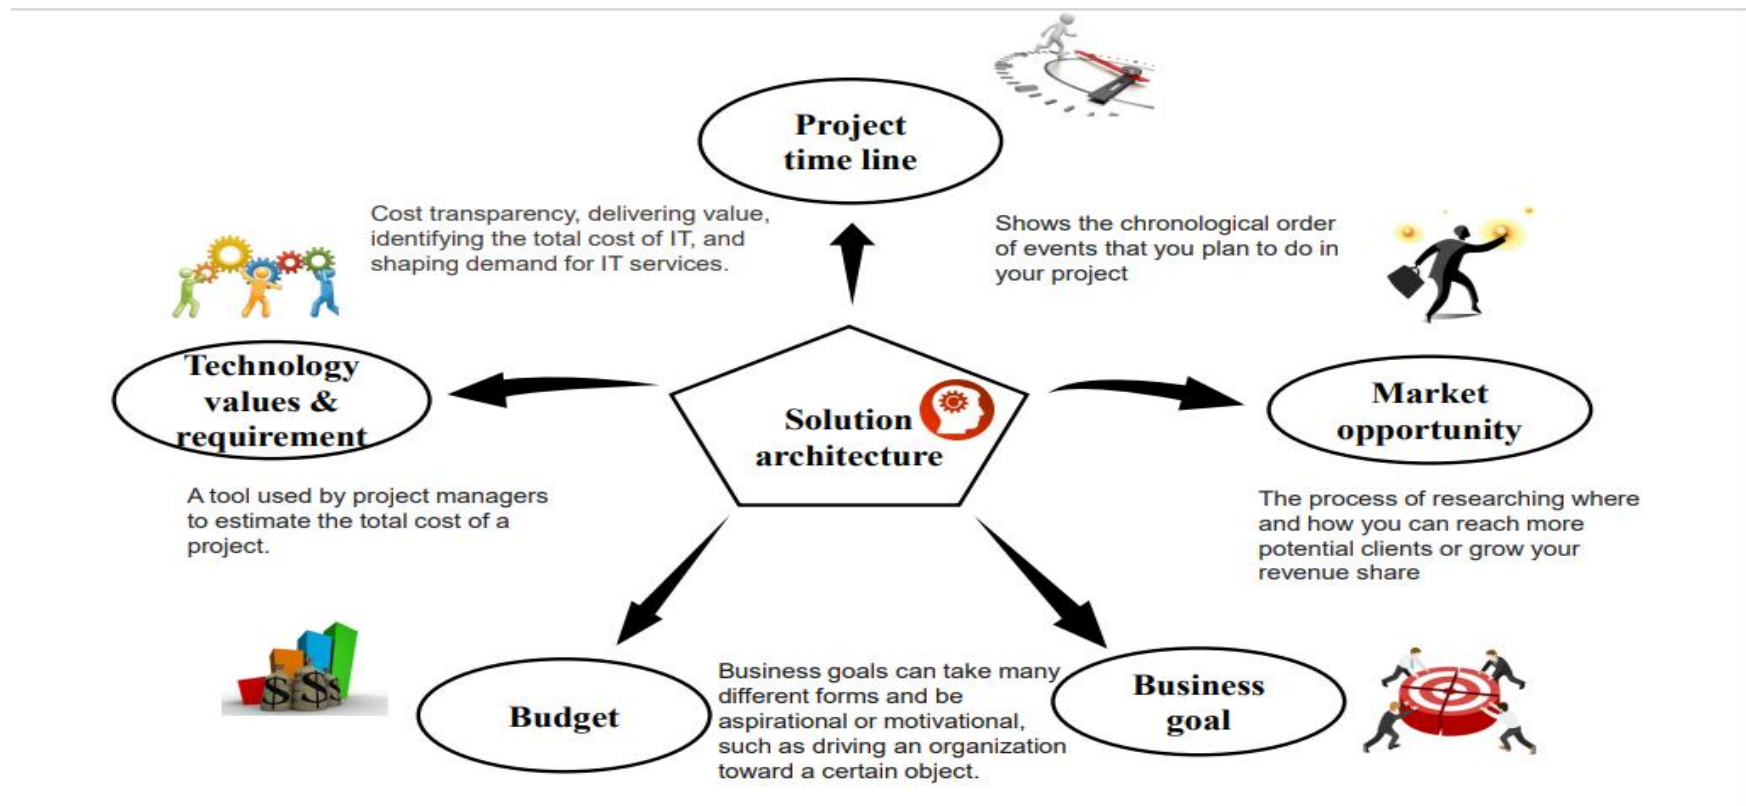 Project
time line
Cost transparency, delivering value,
identifying the total cost of IT, and
shaping demand for IT services.
Shows the chronological order
of events that you plan to do in
your project
Technology
values &
requirement
Solution
architecture
Market
opportunity
A tool used by project managers
to estimate the total cost of a
project.
The process of researching where
and how you can reach more
potential clients or grow your
revenue share
$ $ $
Budget
Business goals can take many
different forms and be
aspirational or motivational,
such as driving an organization
toward a certain object.
Business
goal